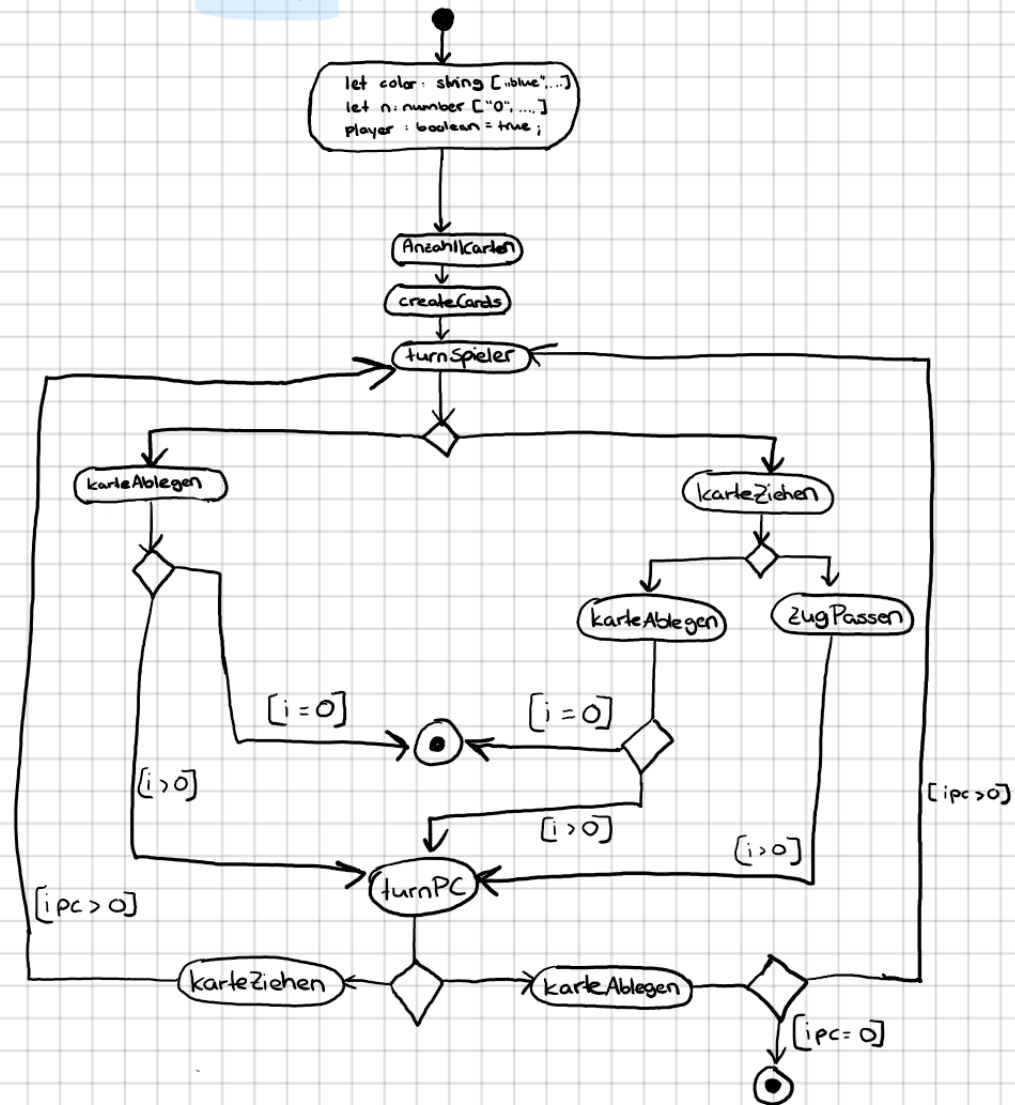 let color: string ["blue",...]
let n: number ["0",....]
player : boolean = true ;
AnzahlKarten
createCards
turnSpieler
karteAblegen
karteZiehen
karteAblegen
zugPassen
[i=0]
[i=0]
[i>0]
[ipc>0]
[i>0]
[i>0]
turnPC
[ipc>0]
karteZiehen
karteAblegen
[ipc=0]